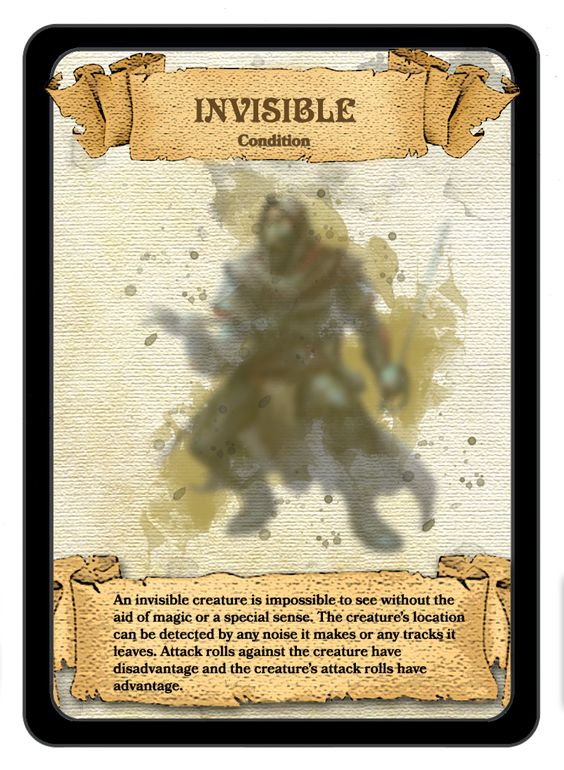 INVISIBLE
Condition
An invisible creature is impossible to see without the
aid of magic or a special sense. The creature's location
can be detected by any noise it makes or any tracks it
leaves. Attack rolls against the creature have
disadvantage and the creature's attack rolls have
advantage.